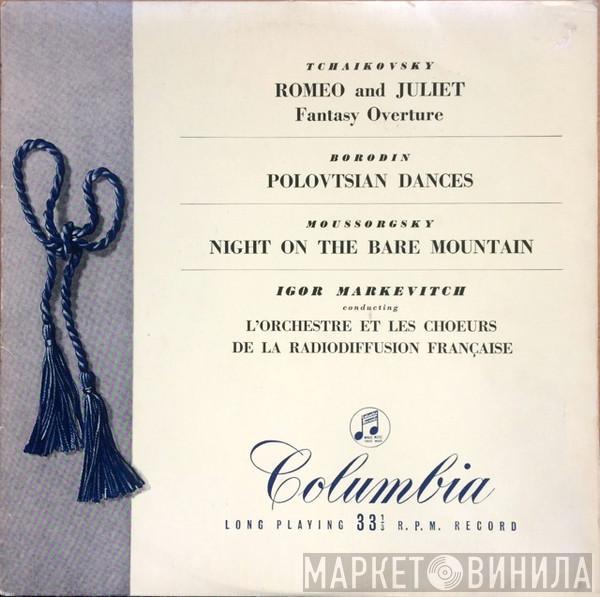 TCHAIKOVSKY
ROMEO and JULIET
Fantasy Overture
BORODIN
POLOVTSIAN DANCES
MOUSSORGSKY
NIGHT ON THE BARE MOUNTAIN
IGOR MARKEVITCH
conducting
L'ORCHESTRE ET LES CHOEURS
DE LA RADIODIFFUSION FRANÇAISE
Columbia
LONG PLAYING 33⅓ R.P.M. RECORD
МАРКЕТ ВИНИЛА